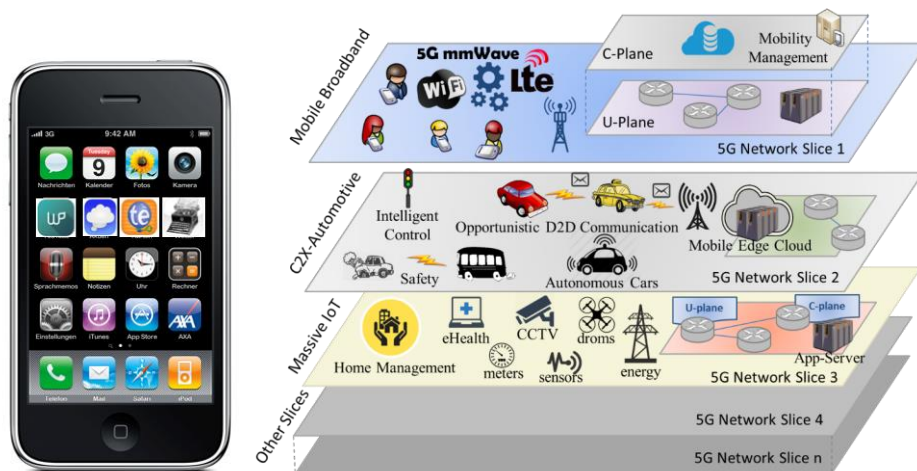 3G 9:42 AM
Dienstag
9
Nachrichten Kalender Fotos Kamera
WP te
Sprachmemos Notizen Uhr Rechner
AXA
Einstellungen iTunes App Store AXA
Telefon Mail Safari iPod
Mobile Broadband
5G mmWave
WiFi
Lte
C-Plane
Mobility
Management
U-Plane
5G Network Slice 1
C2X-Automotive
Intelligent
Control
Opportunistic D2D Communication
Mobile Edge Cloud
Safety
Autonomous Cars
5G Network Slice 2
Massive IoT
Home Management
eHealth
CCTV
droms
meters
sensors
energy
U-plane
C-plane
App-Server
5G Network Slice 3
Other Slices
5G Network Slice 4
5G Network Slice n